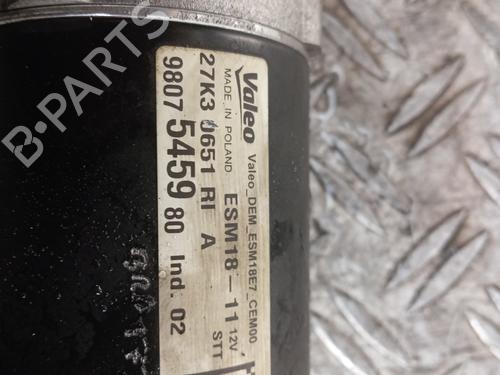 Valeo Valeo_DEM_ESM18E7_CEM00
MADE IN POLAND ESM18-11 12V STT
27K3 0651 RI A
9807 5459 80 Ind. 02
B-PARTS